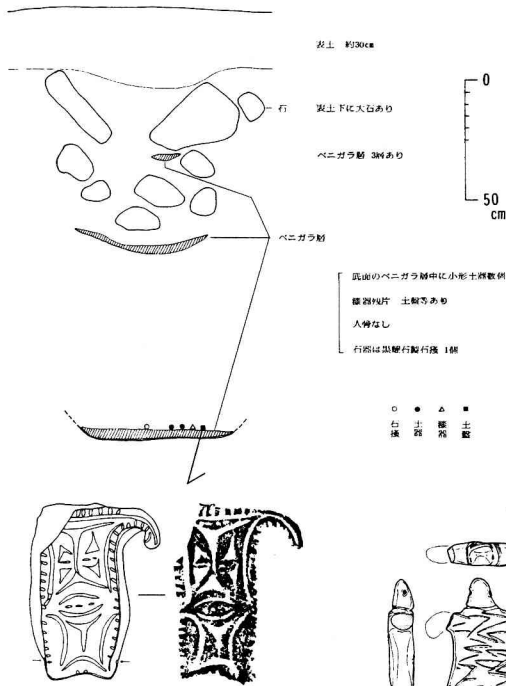 表土 約30cm
0
石 表土下に大石あり
ベニガラ層 3層あり
50
cm
ベニガラ層
底面のベニガラ層中に小形土器数個
漆器残片 土盤等あり
人骨なし
石器は黒曜石製石鏃 1個
石鏃
土器
漆器
土盤